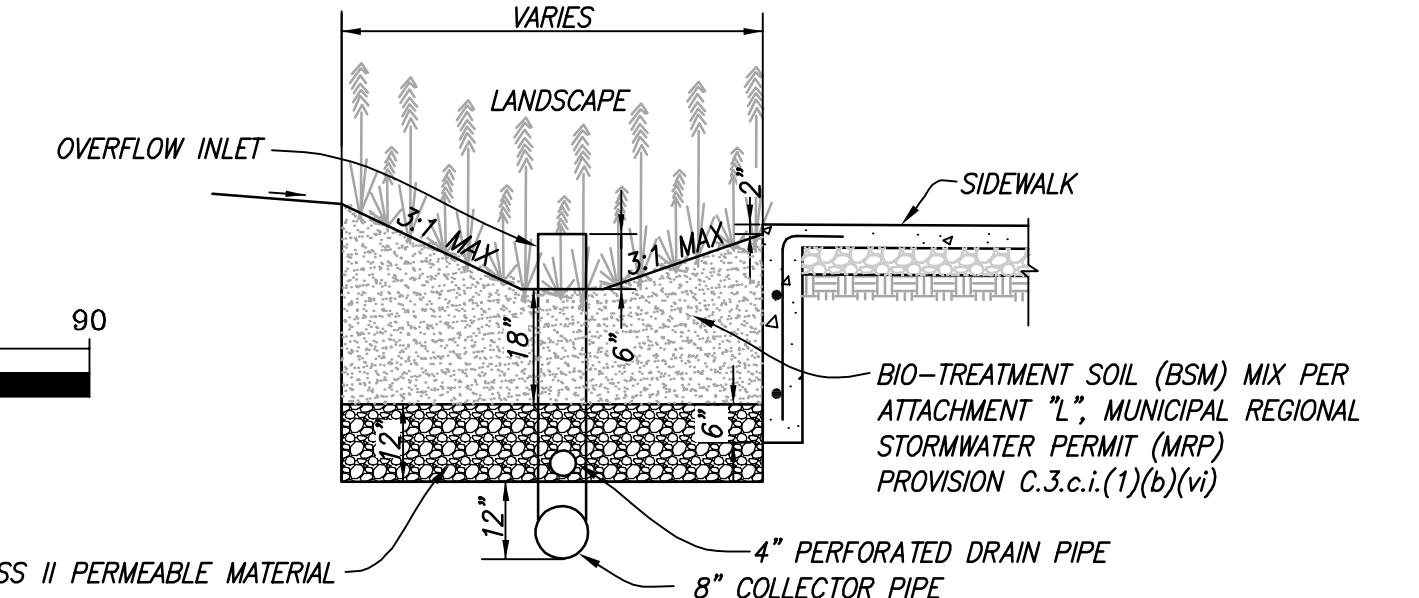 VARIES
LANDSCAPE
OVERFLOW INLET
2"
SIDEWALK
3:1 MAX
3:1 MAX
90
18"
6"
BIO-TREATMENT SOIL (BSM) MIX PER
ATTACHMENT "L", MUNICIPAL REGIONAL
STORMWATER PERMIT (MRP)
PROVISION C.3.c.i.(1)(b)(vi)
12"
6"
12"
4" PERFORATED DRAIN PIPE
SS II PERMEABLE MATERIAL
8" COLLECTOR PIPE